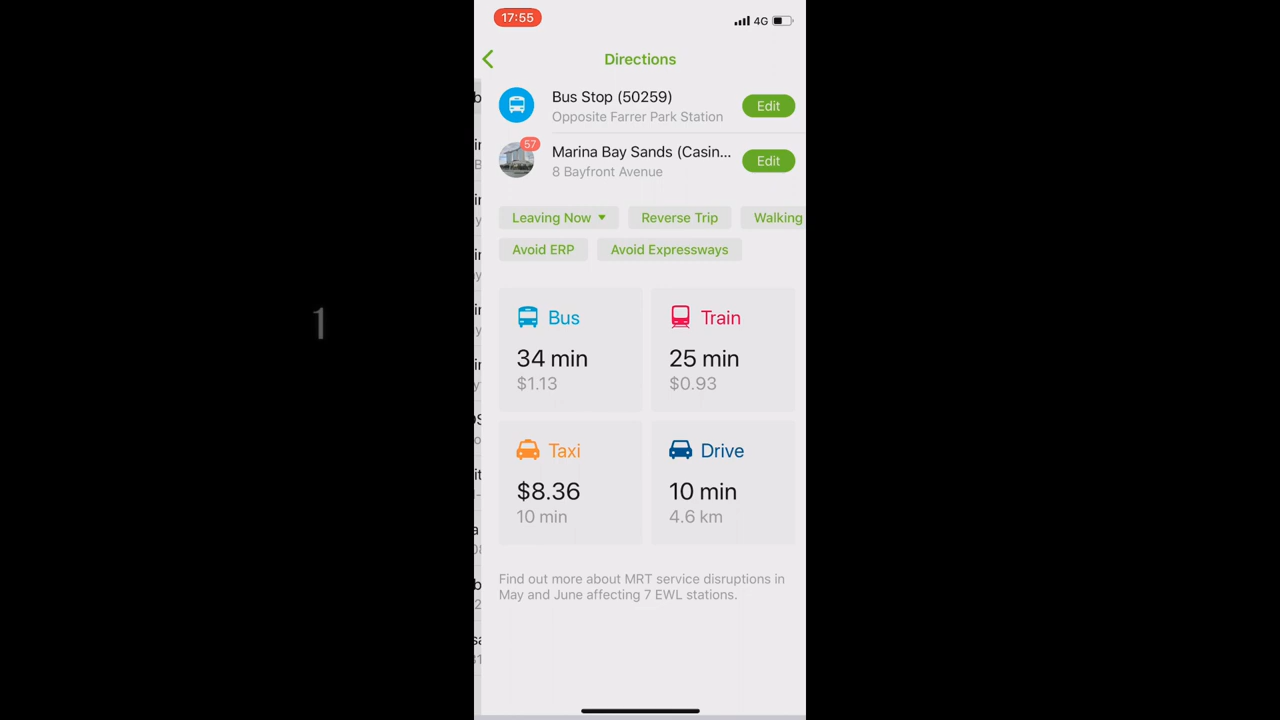 17:55
4G
Directions
Bus Stop (50259)
Opposite Farrer Park Station
Edit
57
Marina Bay Sands (Casin...
8 Bayfront Avenue
Edit
Leaving Now ▼
Reverse Trip
Walking
Avoid ERP
Avoid Expressways
1
Bus
34 min
$1.13
Train
25 min
$0.93
Taxi
$8.36
10 min
Drive
10 min
4.6 km
Find out more about MRT service disruptions in
May and June affecting 7 EWL stations.